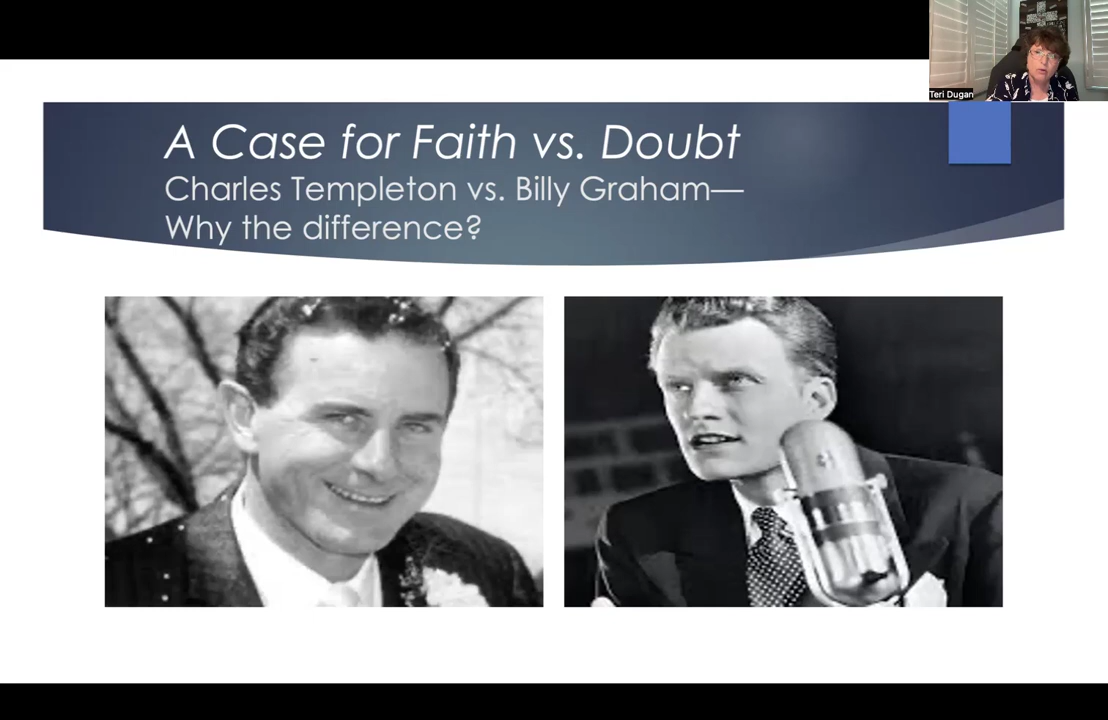 Teri Dugan
A Case for Faith vs. Doubt
Charles Templeton vs. Billy Graham—
Why the difference?